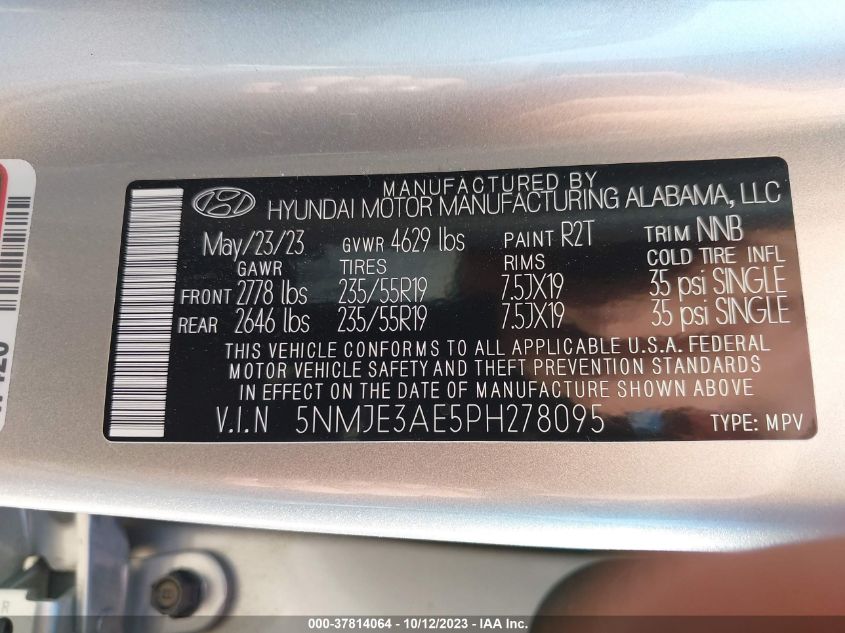 MANUFACTURED BY
HYUNDAI MOTOR MANUFACTURING ALABAMA, LLC
May/23/23 GVWR 4629 lbs PAINT R2T TRIM NNB
GAWR TIRES RIMS COLD TIRE INFL
FRONT 2778 lbs 235/55R19 7.5JX19 35 psi SINGLE
REAR 2646 lbs 235/55R19 7.5JX19 35 psi SINGLE
THIS VEHICLE CONFORMS TO ALL APPLICABLE U.S.A. FEDERAL
MOTOR VEHICLE SAFETY AND THEFT PREVENTION STANDARDS
IN EFFECT ON THE DATE OF MANUFACTURE SHOWN ABOVE
V.I.N 5NMJE3AE5PH278095 TYPE: MPV
R
000-37814064 - 10/12/2023 - IAA Inc.